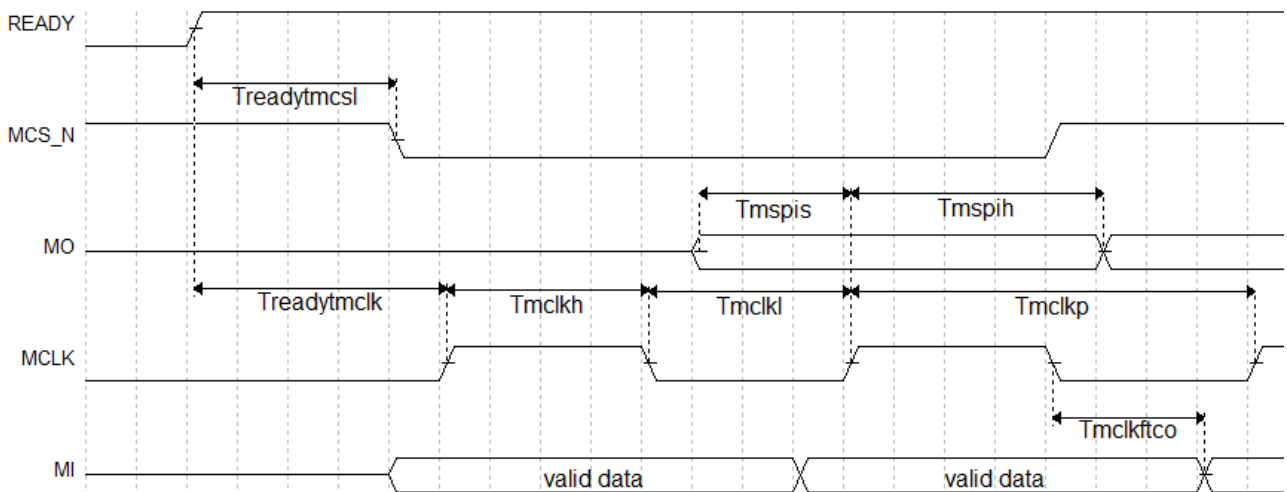 READY
Treadytmcsl
MCS_N
Tmspis
Tmspih
MO
Treadytmclk
Tmclkh
Tmclkl
Tmclkp
MCLK
Tmclkftco
MI
valid data
valid data